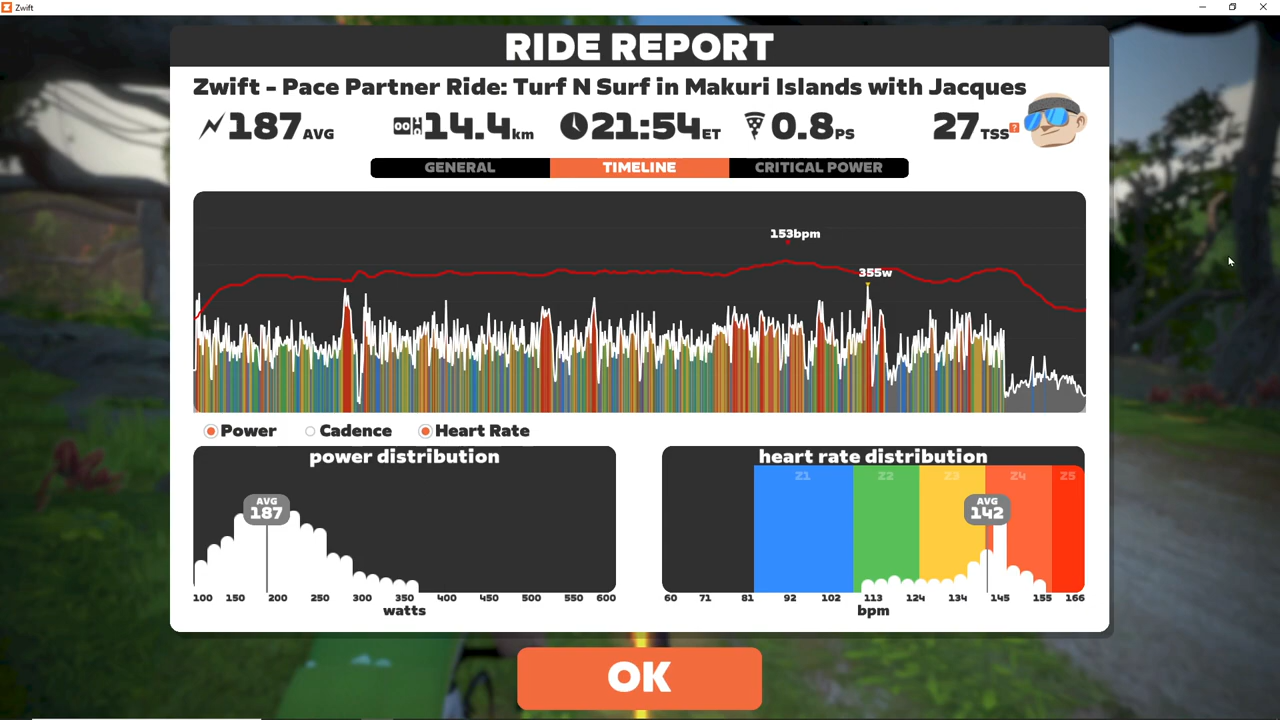 Zwift
RIDE REPORT
Zwift - Pace Partner Ride: Turf N Surf in Makuri Islands with Jacques
187 AVG 14.4km 21:54ET 0.8PS 27TSS ?
GENERAL TIMELINE CRITICAL POWER
153bpm
355w
Power Cadence Heart Rate
power distribution
AVG
187
100 150 200 250 300 350 400 450 500 550 600
watts
heart rate distribution
Z1 Z2 Z3 Z4 Z5
AVG
142
60 71 81 92 102 113 124 134 145 155 166
bpm
OK